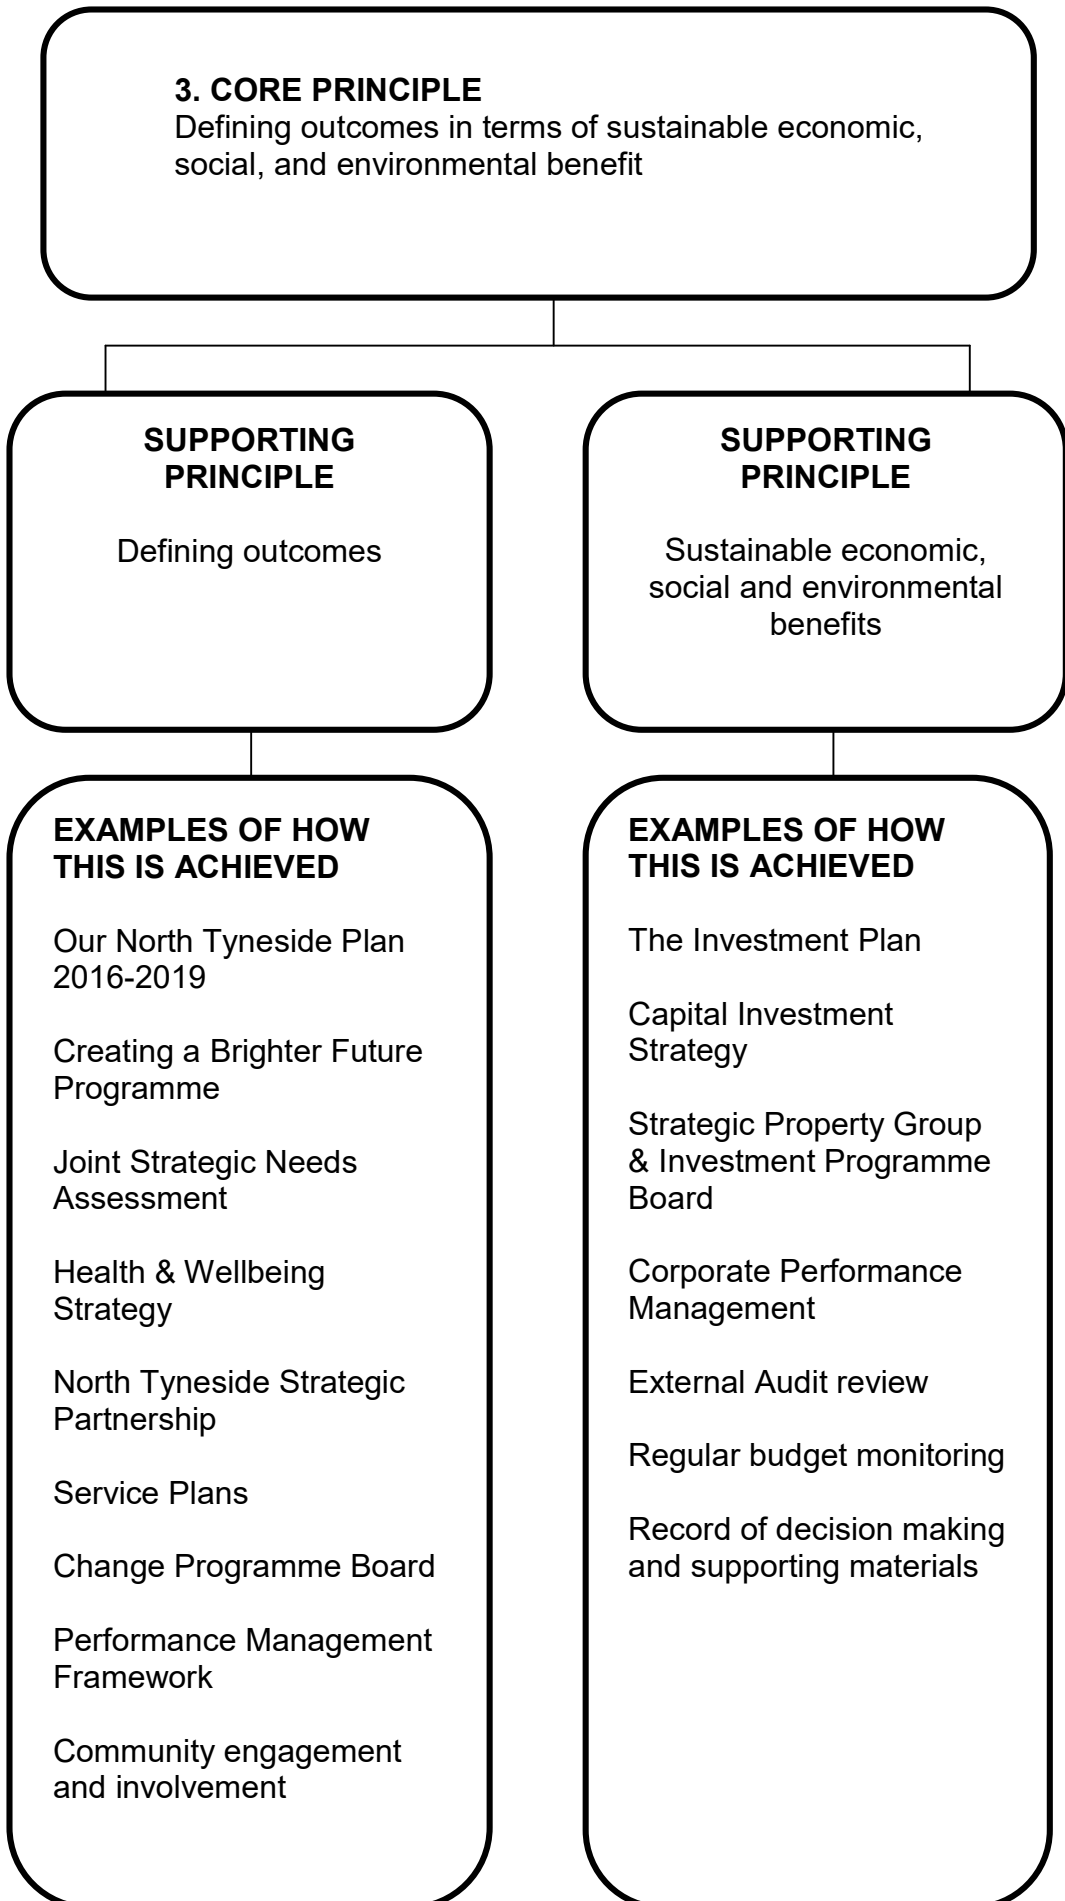 3. CORE PRINCIPLE
Defining outcomes in terms of sustainable economic,
social, and environmental benefit
SUPPORTING
PRINCIPLE
Defining outcomes
SUPPORTING
PRINCIPLE
Sustainable economic,
social and environmental
benefits
EXAMPLES OF HOW
THIS IS ACHIEVED
Our North Tyneside Plan
2016-2019
Creating a Brighter Future
Programme
Joint Strategic Needs
Assessment
Health & Wellbeing
Strategy
North Tyneside Strategic
Partnership
Service Plans
Change Programme Board
Performance Management
Framework
Community engagement
and involvement
EXAMPLES OF HOW
THIS IS ACHIEVED
The Investment Plan
Capital Investment
Strategy
Strategic Property Group
& Investment Programme
Board
Corporate Performance
Management
External Audit review
Regular budget monitoring
Record of decision making
and supporting materials